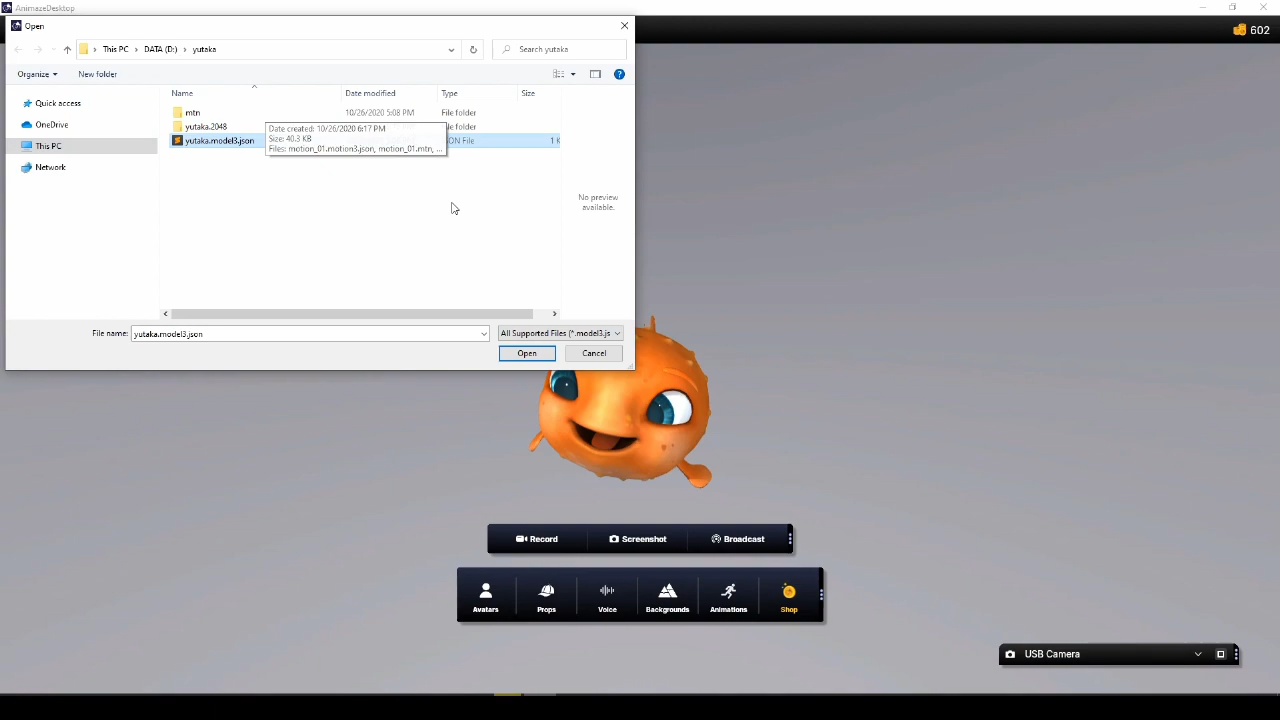 AnimazeDesktop
Open
602
This PC > DATA (D:) > yutaka
Search yutaka
Organize
New folder
Name
Date modified
Type
Size
Quick access
OneDrive
This PC
Network
mtn
10/26/2020 5:08 PM
File folder
yutaka.2048
le folder
yutaka.model3.json
ON File
1 K
Date created: 10/26/2020 6:17 PM
Size: 40.3 KB
Files: motion_01.motion3.json, motion_01.mtn, ...
No preview
available.
File name:
yutaka.model3.json
All Supported Files (*.model3.js
Open
Cancel
Record
Screenshot
Broadcast
Avatars
Props
Voice
Backgrounds
Animations
Shop
USB Camera